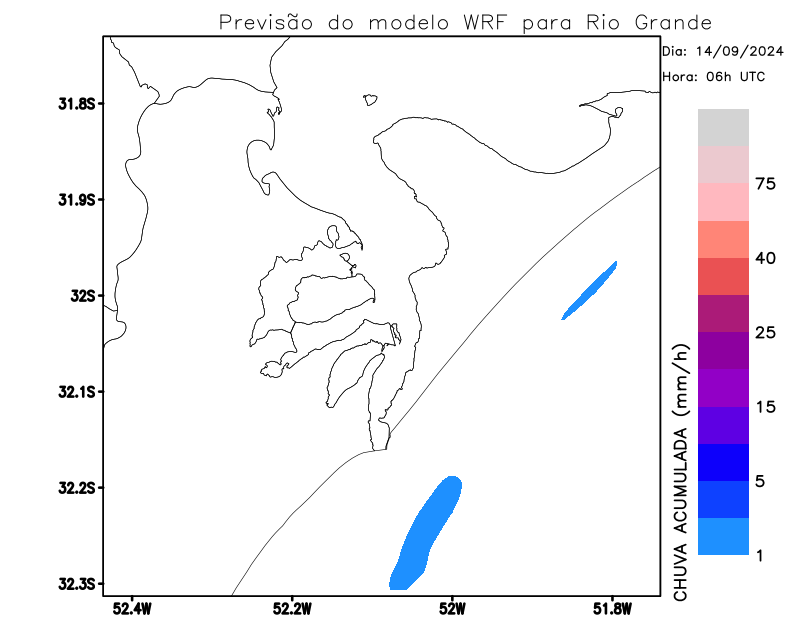 Previsão do modelo WRF para Rio Grande
Dia: 14/09/2024
Hora: 06h UTC
31.8S
31.9S
32S
32.1S
32.2S
32.3S
52.4W
52.2W
52W
51.8W
75
40
25
15
5
1
CHUVA ACUMULADA (mm/h)